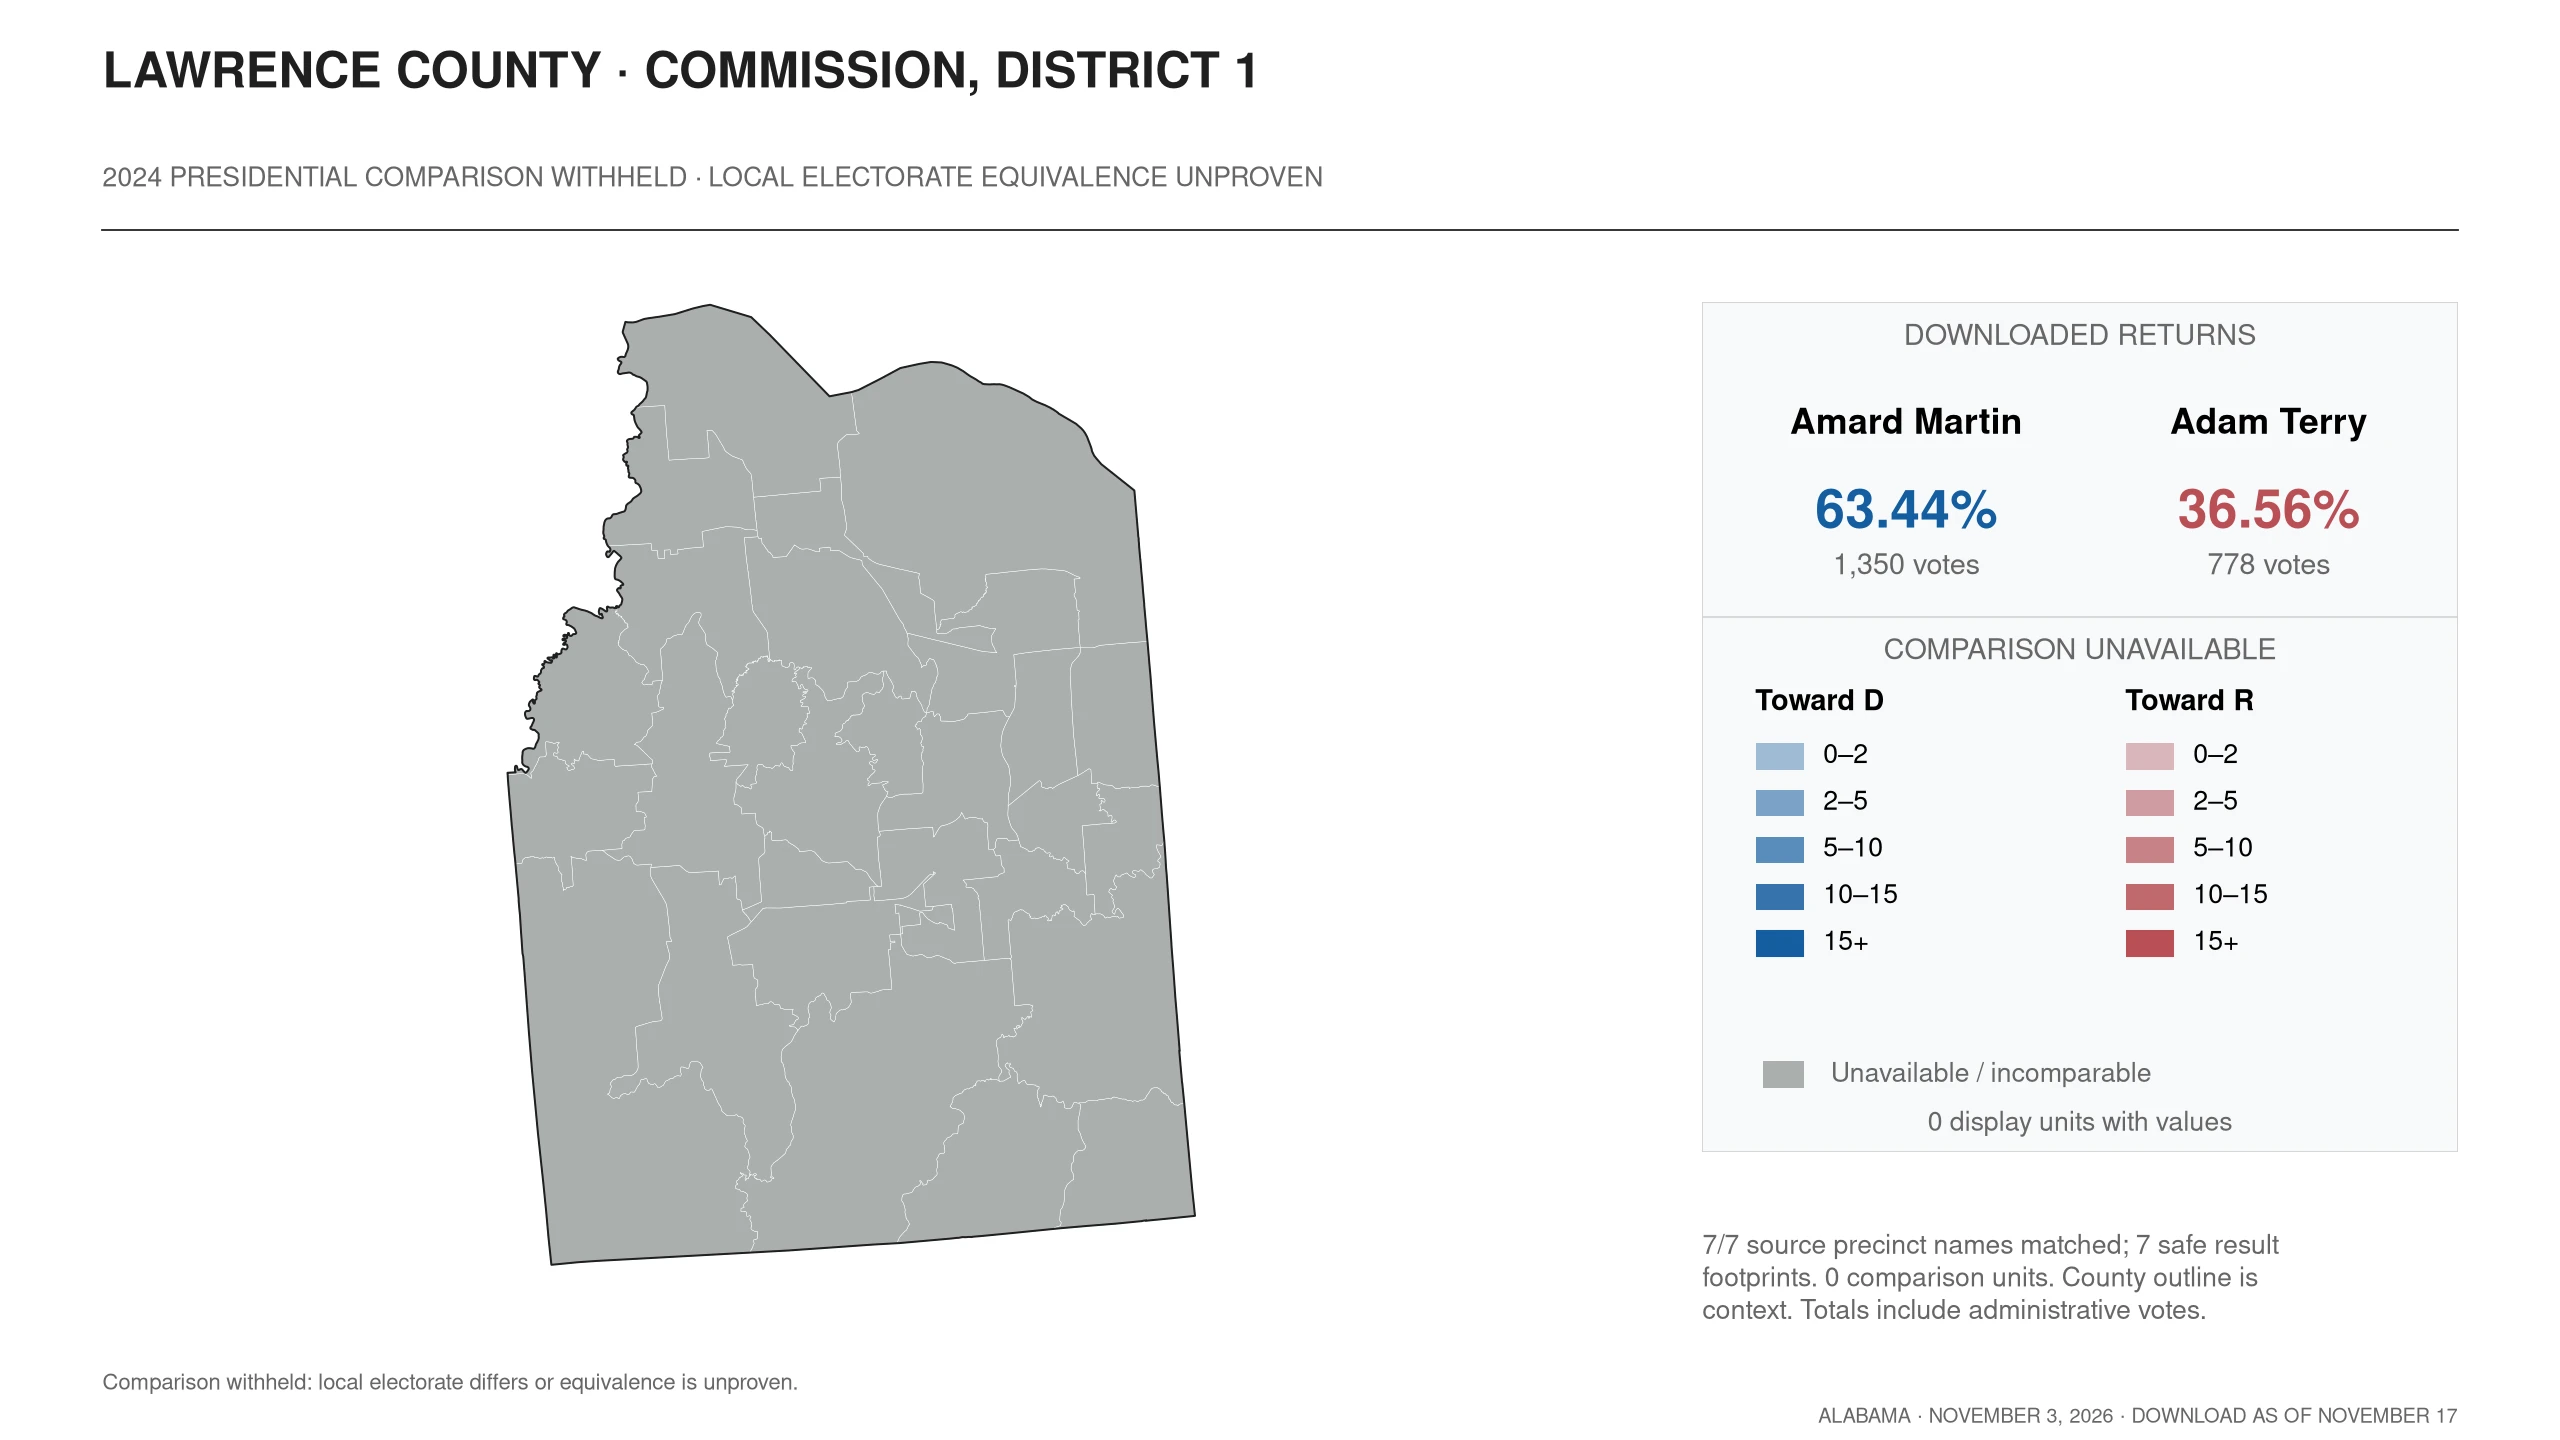 LAWRENCE COUNTY · COMMISSION, DISTRICT 1
2024 PRESIDENTIAL COMPARISON WITHHELD · LOCAL ELECTORATE EQUIVALENCE UNPROVEN
DOWNLOADED RETURNS
Amard Martin Adam Terry
63.44% 36.56%
1,350 votes 778 votes
COMPARISON UNAVAILABLE
Toward D Toward R
0–2 0–2
2–5 2–5
5–10 5–10
10–15 10–15
15+ 15+
Unavailable / incomparable
0 display units with values
7/7 source precinct names matched; 7 safe result
footprints. 0 comparison units. County outline is
context. Totals include administrative votes.
Comparison withheld: local electorate differs or equivalence is unproven.
ALABAMA · NOVEMBER 3, 2026 · DOWNLOAD AS OF NOVEMBER 17